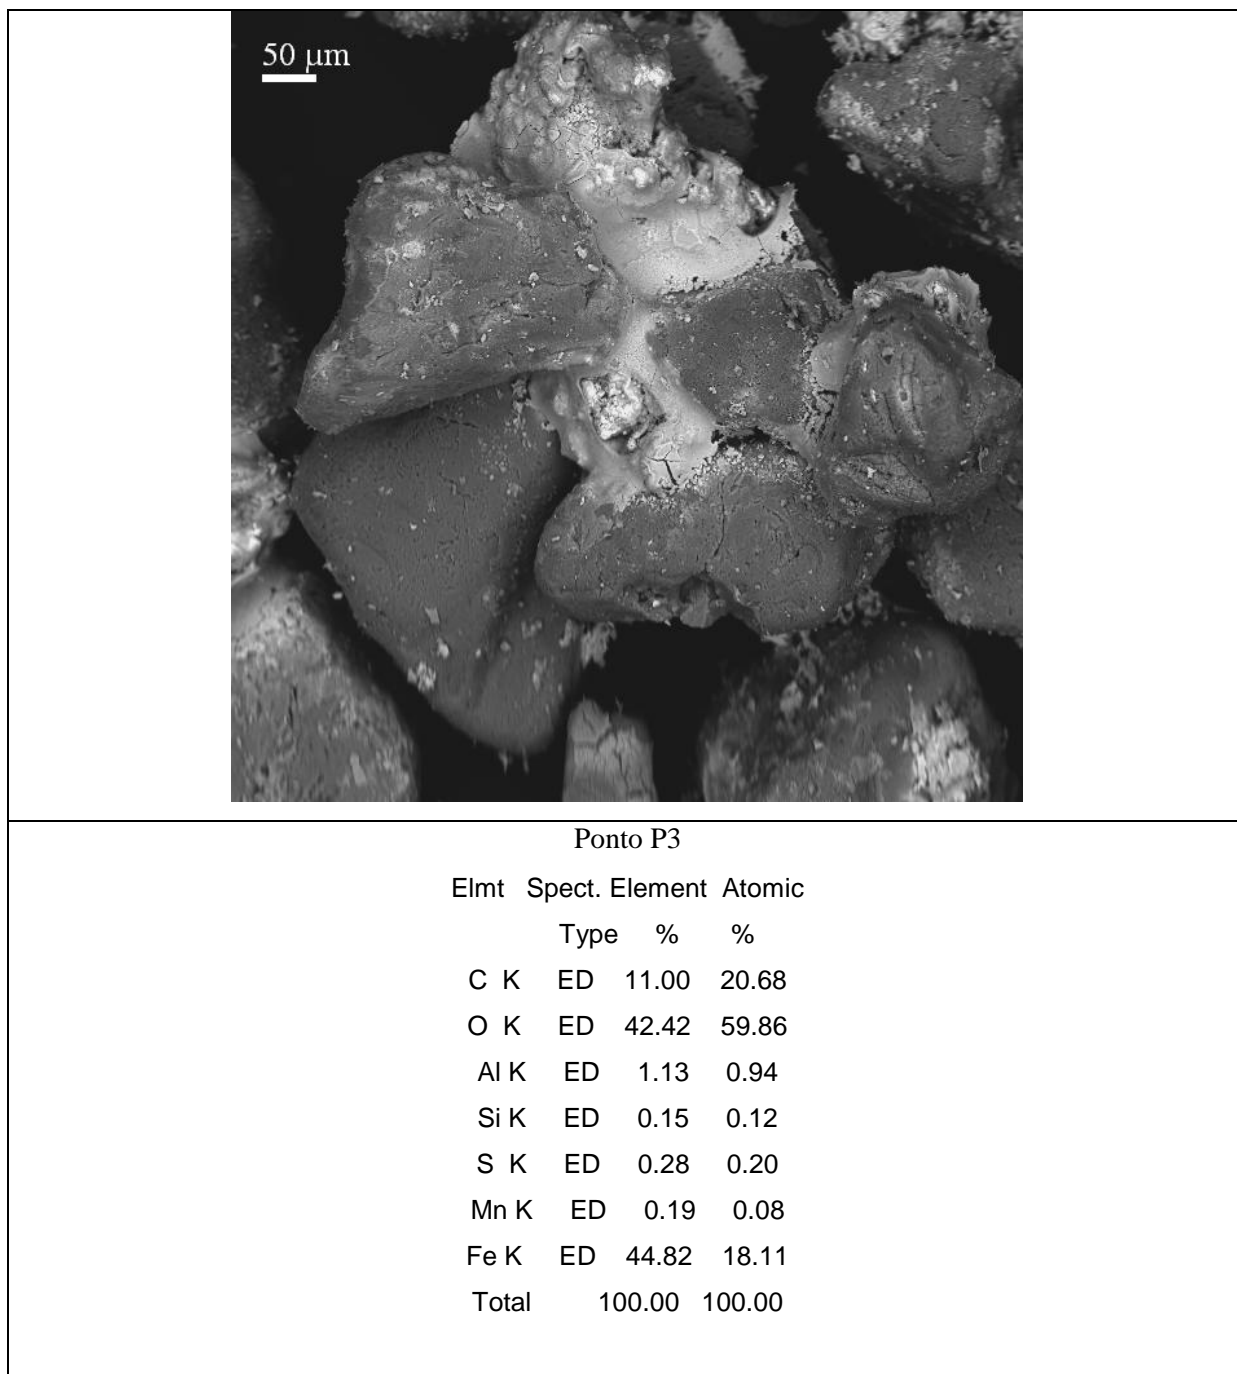 50 µm
Ponto P3
Elmt Spect. Element Atomic
Type % %
C K ED 11.00 20.68
O K ED 42.42 59.86
Al K ED 1.13 0.94
Si K ED 0.15 0.12
S K ED 0.28 0.20
Mn K ED 0.19 0.08
Fe K ED 44.82 18.11
Total 100.00 100.00